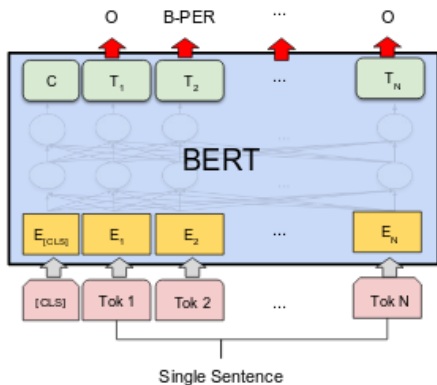 O B-PER ... O
C T1 T2 ... TN
...
BERT
...
E[CLS] E1 E2 ... EN
[CLS] Tok 1 Tok 2 ... Tok N
Single Sentence